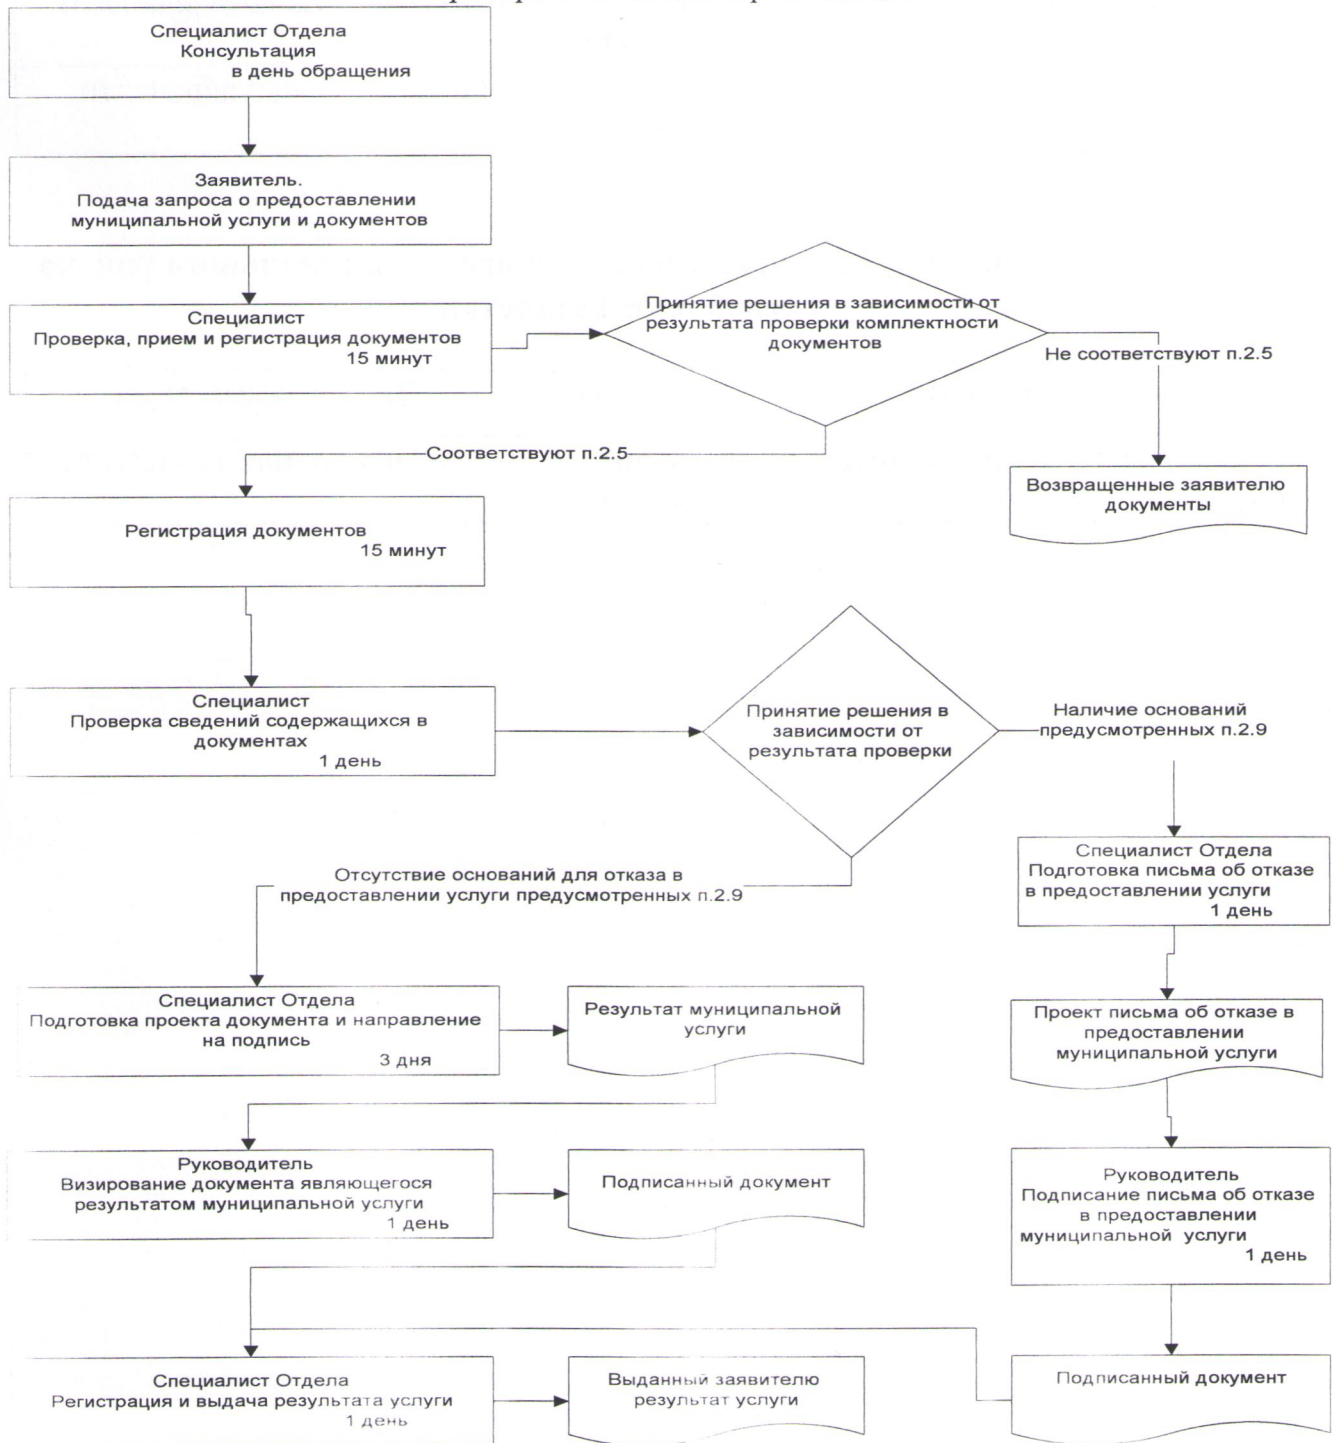 Специалист Отдела
Консультация
в день обращения
Заявитель.
Подача запроса о предоставлении
муниципальной услуги и документов
Специалист
Проверка, прием и регистрация документов
15 минут
Принятие решения в зависимости от
результата проверки комплектности
документов
Не соответствуют п.2.5
Соответствуют п.2.5
Возвращенные заявителю
документы
Регистрация документов
15 минут
Специалист
Проверка сведений содержащихся в
документах
1 день
Принятие решения в
зависимости от
результата проверки
Наличие оснований
предусмотренных п.2.9
Отсутствие оснований для отказа в
предоставлении услуги предусмотренных п.2.9
Специалист Отдела
Подготовка письма об отказе
в предоставлении услуги
1 день
Специалист Отдела
Подготовка проекта документа и направление
на подпись
3 дня
Результат муниципальной
услуги
Проект письма об отказе в
предоставлении
муниципальной услуги
Руководитель
Визирование документа являющегося
результатом муниципальной услуги
1 день
Подписанный документ
Руководитель
Подписание письма об отказе
в предоставлении
муниципальной услуги
1 день
Специалист Отдела
Регистрация и выдача результата услуги
1 день
Выданный заявителю
результат услуги
Подписанный документ